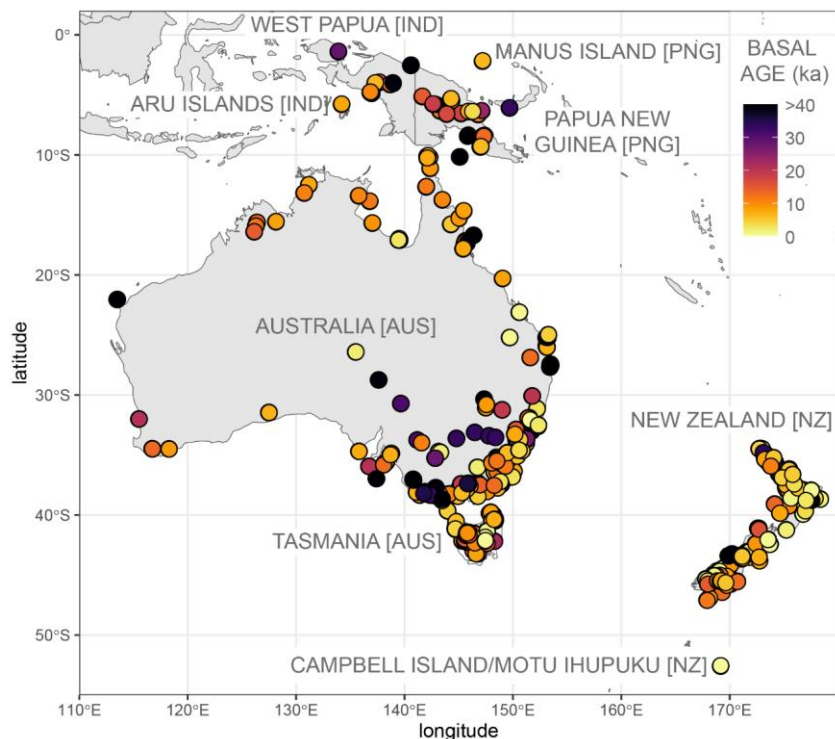 WEST PAPUA [IND]
MANUS ISLAND [PNG]
ARU ISLANDS [IND]
PAPUA NEW
GUINEA [PNG]
BASAL
AGE (ka)
>40
30
20
10
0
AUSTRALIA [AUS]
NEW ZEALAND [NZ]
TASMANIA [AUS]
CAMPBELL ISLAND/MOTU IHUPUKU [NZ]
0°
10°S
20°S
30°S
40°S
50°S
latitude
110°E
120°E
130°E
140°E
150°E
160°E
170°E
longitude